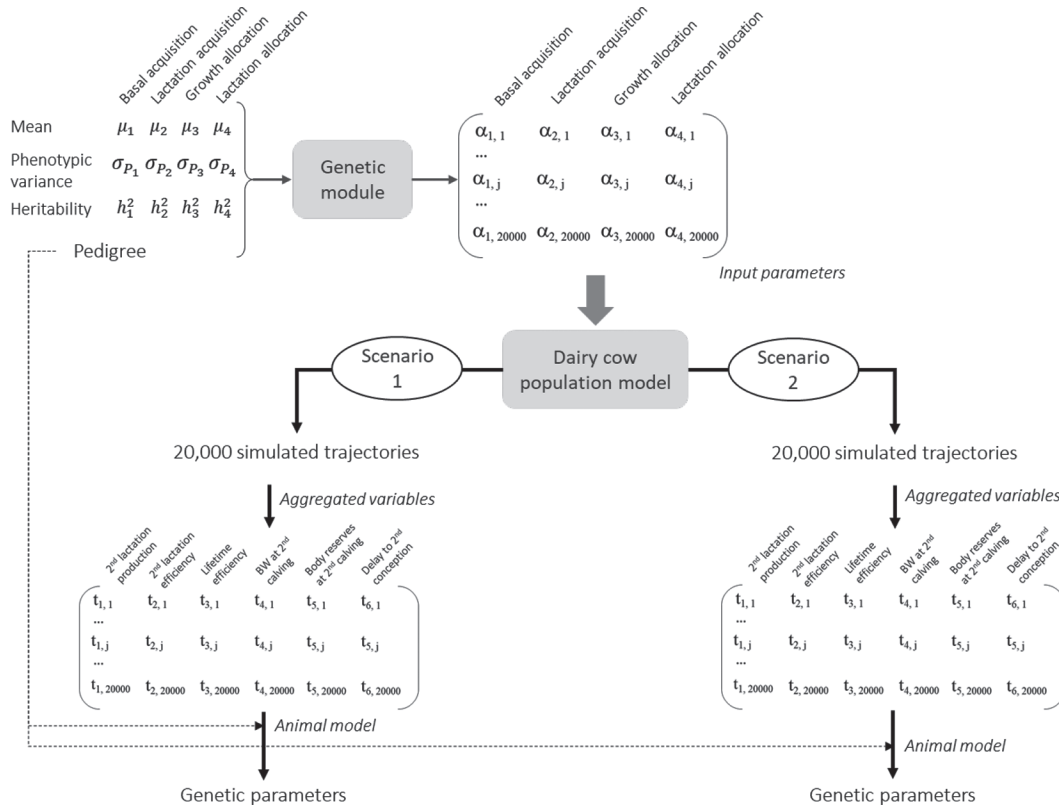 Basal acquisition
Lactation acquisition
Growth allocation
Lactation allocation
Mean μ₁ μ₂ μ₃ μ₄
Phenotypic
variance
σ_P₁ σ_P₂ σ_P₃ σ_P₄
Heritability h₁² h₂² h₃² h₄²
Pedigree
Genetic
module
Basal acquisition
Lactation acquisition
Growth allocation
Lactation allocation
α₁, ₁ α₂, ₁ α₃, ₁ α₄, ₁
...
α₁, j α₂, j α₃, j α₄, j
...
α₁, ₂₀₀₀₀ α₂, ₂₀₀₀₀ α₃, ₂₀₀₀₀ α₄, ₂₀₀₀₀
Input parameters
Dairy cow
population model
Scenario
1
Scenario
2
20,000 simulated trajectories
Aggregated variables
2nd lactation
production
2nd lactation
efficiency
Lifetime
efficiency
BW at 2nd
calving
Body reserves
at 2nd calving
Delay to 2nd
conception
t₁, ₁ t₂, ₁ t₃, ₁ t₄, ₁ t₅, ₁ t₆, ₁
...
t₁, j t₂, j t₃, j t₄, j t₅, j t₅, j
...
t₁, ₂₀₀₀₀ t₂, ₂₀₀₀₀ t₃, ₂₀₀₀₀ t₄, ₂₀₀₀₀ t₅, ₂₀₀₀₀ t₆, ₂₀₀₀₀
Animal model
Genetic parameters
20,000 simulated trajectories
Aggregated variables
2nd lactation
production
2nd lactation
efficiency
Lifetime
efficiency
BW at 2nd
calving
Body reserves
at 2nd calving
Delay to 2nd
conception
t₁, ₁ t₂, ₁ t₃, ₁ t₄, ₁ t₅, ₁ t₆, ₁
...
t₁, j t₂, j t₃, j t₄, j t₅, j t₅, j
...
t₁, ₂₀₀₀₀ t₂, ₂₀₀₀₀ t₃, ₂₀₀₀₀ t₄, ₂₀₀₀₀ t₅, ₂₀₀₀₀ t₆, ₂₀₀₀₀
Animal model
Genetic parameters